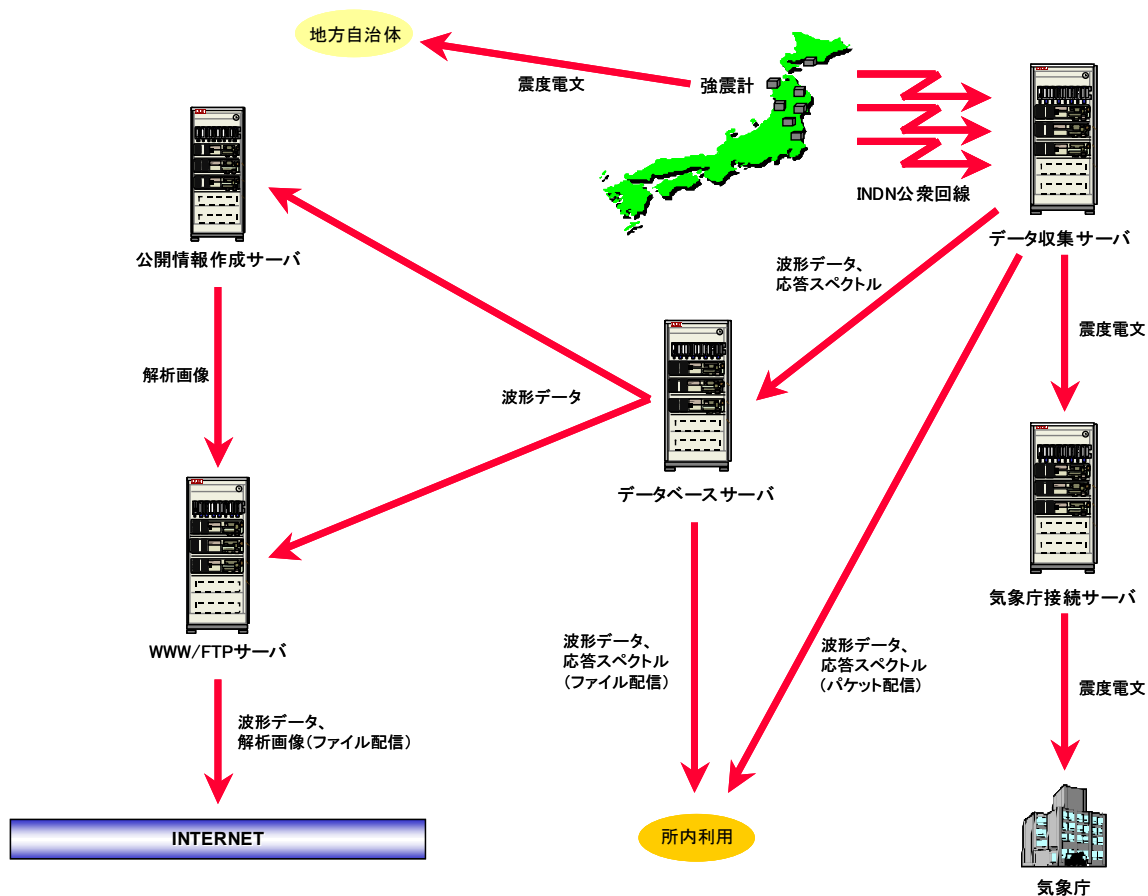 地方自治体
震度電文
強震計
INDN公衆回線
公開情報作成サーバ
データ収集サーバ
波形データ、
応答スペクトル
震度電文
解析画像
波形データ
データベースサーバ
気象庁接続サーバ
WWW/FTPサーバ
波形データ、
応答スペクトル
(ファイル配信)
波形データ、
応答スペクトル
(パケット配信)
震度電文
波形データ、
解析画像(ファイル配信)
INTERNET
所内利用
気象庁